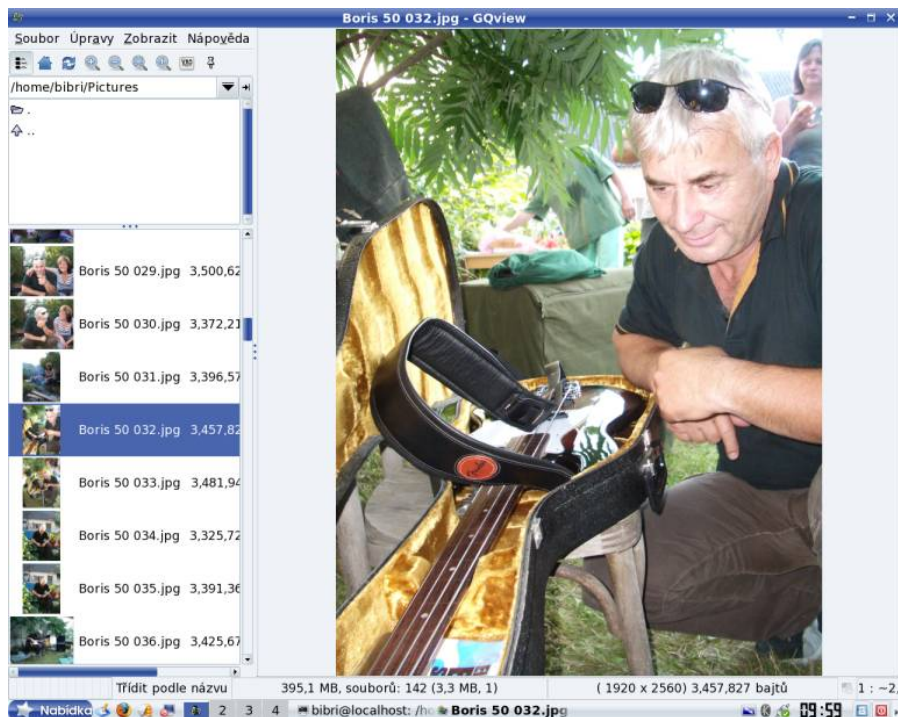 Boris 50 032.jpg - GQview
Soubor Úpravy Zobrazit Nápověda
/home/bibri/Pictures
.
..
Boris 50 029.jpg 3,500,62
Boris 50 030.jpg 3,372,21
Boris 50 031.jpg 3,396,57
Boris 50 032.jpg 3,457,82
Boris 50 033.jpg 3,481,94
Boris 50 034.jpg 3,325,72
Boris 50 035.jpg 3,391,36
Boris 50 036.jpg 3,425,67
Třídit podle názvu 395,1 MB, souborů: 142 (3,3 MB, 1) ( 1920 x 2560) 3,457,827 bajtů 1 : ~2,
Nabídka 1 2 3 4 bibri@localhost: /ho Boris 50 032.jpg 09:59